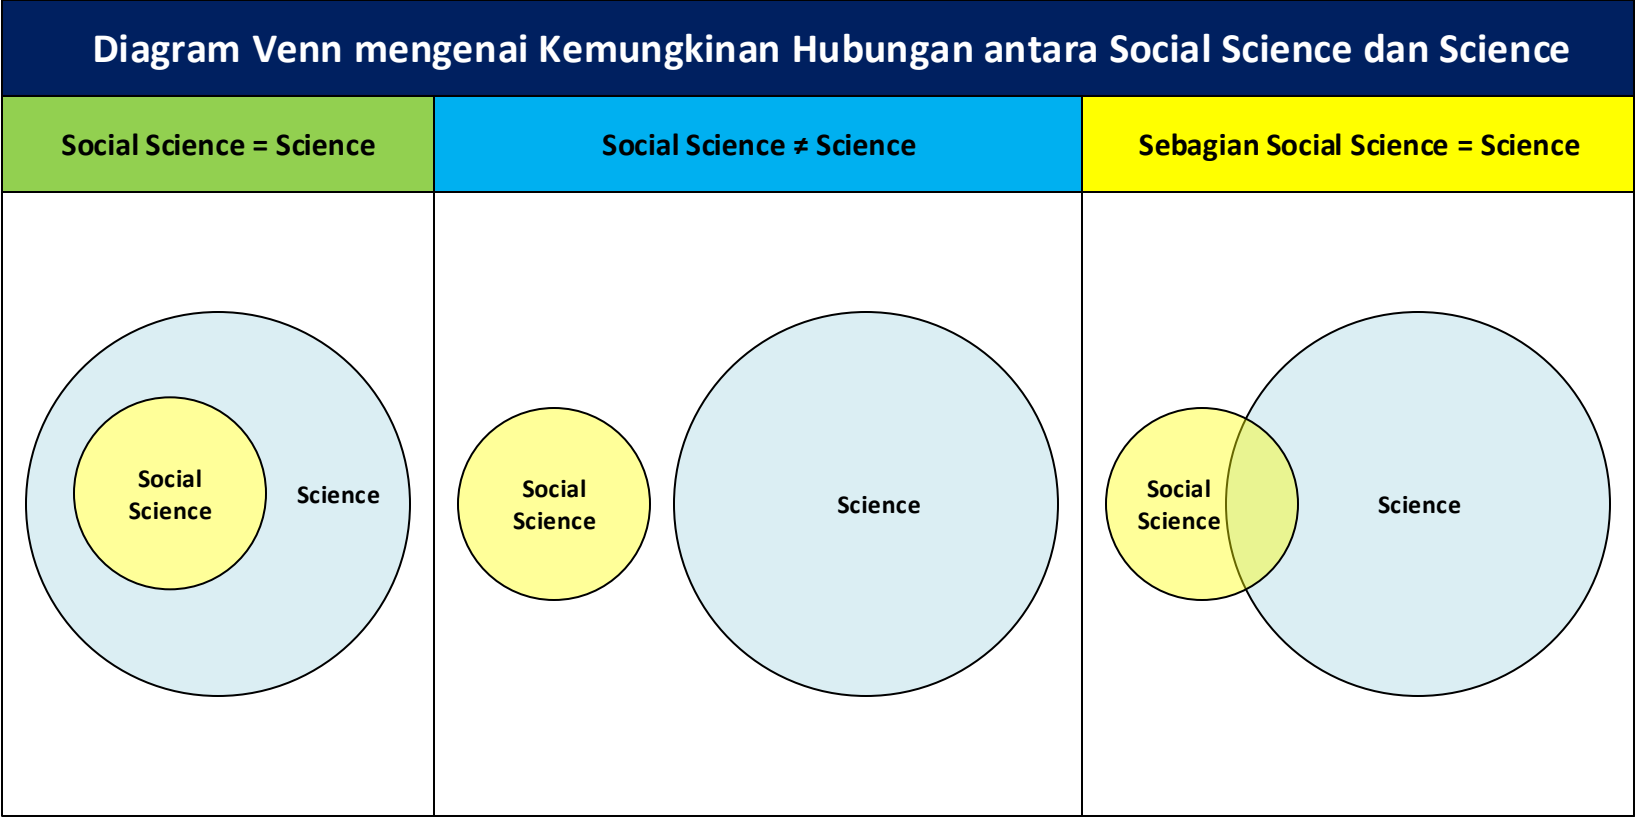 Diagram Venn mengenai Kemungkinan Hubungan antara Social Science dan Science
Social Science = Science
Social Science ≠ Science
Sebagian Social Science = Science
Social
Science
Science
Social
Science
Science
Social
Science
Science